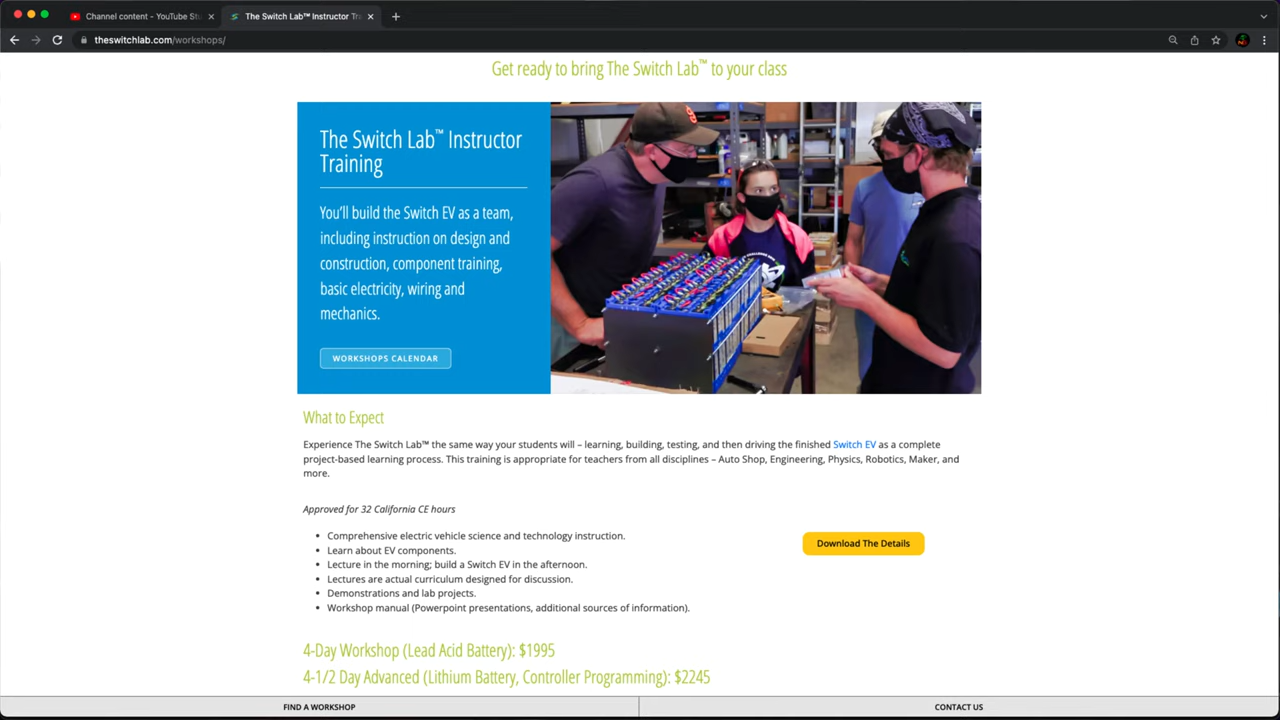 Channel content - YouTube St
The Switch Lab™ Instructor Tr
theswitchlab.com/workshops/
Get ready to bring The Switch Lab™ to your class
The Switch Lab™ Instructor
Training
You'll build the Switch EV as a team,
including instruction on design and
construction, component training,
basic electricity, wiring and
mechanics.
WORKSHOPS CALENDAR
What to Expect
Experience The Switch Lab™ the same way your students will – learning, building, testing, and then driving the finished Switch EV as a complete
project-based learning process. This training is appropriate for teachers from all disciplines – Auto Shop, Engineering, Physics, Robotics, Maker, and
more.
Approved for 32 California CE hours
• Comprehensive electric vehicle science and technology instruction.
• Learn about EV components.
• Lecture in the morning; build a Switch EV in the afternoon.
• Lectures are actual curriculum designed for discussion.
• Demonstrations and lab projects.
• Workshop manual (Powerpoint presentations, additional sources of information).
Download The Details
4-Day Workshop (Lead Acid Battery): $1995
4-1/2 Day Advanced (Lithium Battery, Controller Programming): $2245
FIND A WORKSHOP
CONTACT US